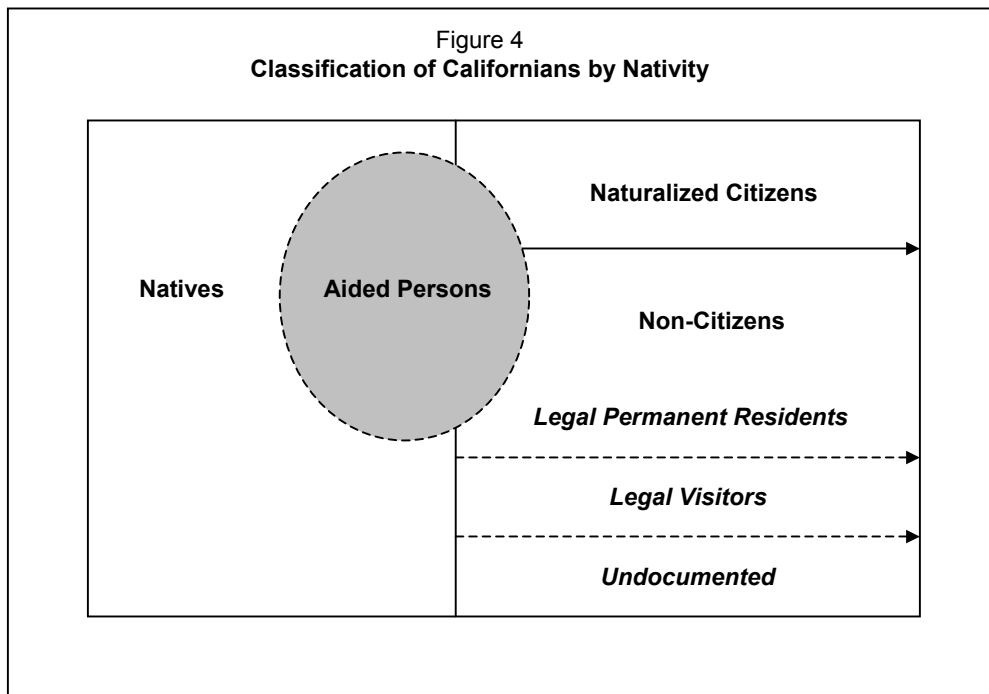 Figure 4
Classification of Californians by Nativity
Naturalized Citizens
Natives
Aided Persons
Non-Citizens
Legal Permanent Residents
Legal Visitors
Undocumented